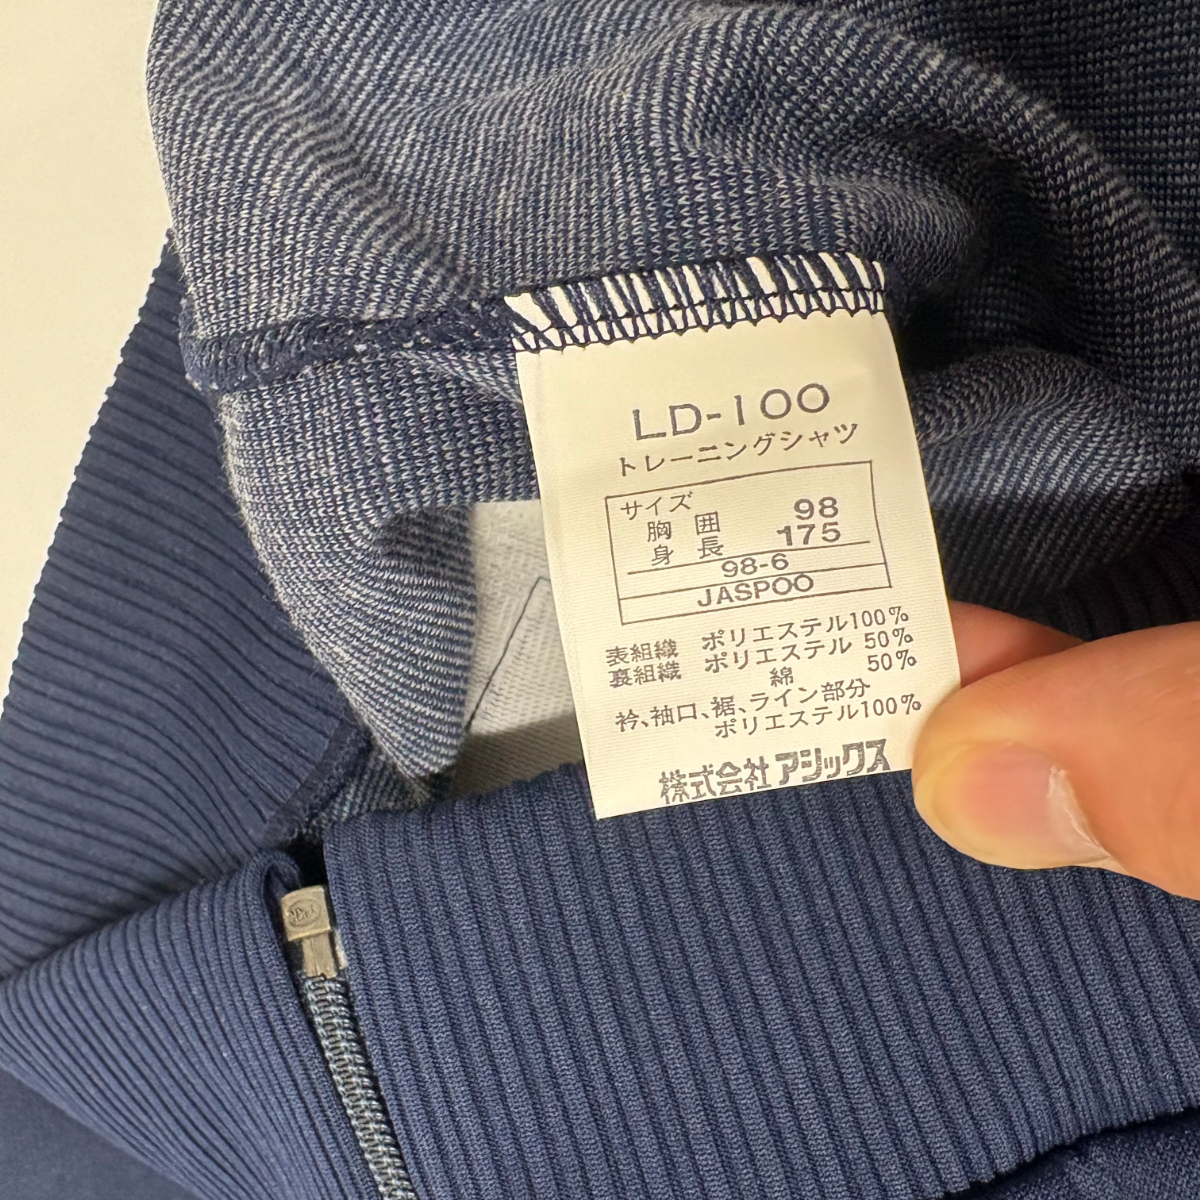 LD-100
トレーニングシャツ
サイズ
胸囲 98
身長 175
98-6
JASPOO
表組織 ポリエステル100%
裏組織 ポリエステル 50%
綿 50%
衿、袖口、裾、ライン部分
ポリエステル100%
株式会社アシックス